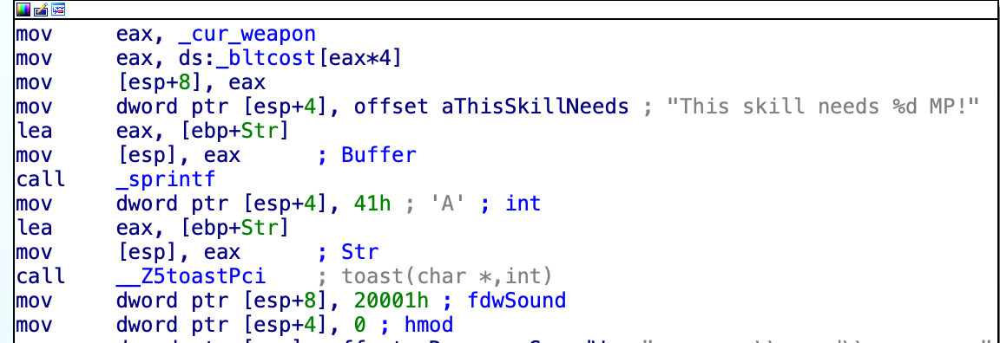 mov eax, _cur_weapon
mov eax, ds:_bltcost[eax*4]
mov [esp+8], eax
mov dword ptr [esp+4], offset aThisSkillNeeds ; "This skill needs %d MP!"
lea eax, [ebp+Str]
mov [esp], eax ; Buffer
call _sprintf
mov dword ptr [esp+4], 41h ; 'A' ; int
lea eax, [ebp+Str]
mov [esp], eax ; Str
call __Z5toastPci ; toast(char *,int)
mov dword ptr [esp+8], 20001h ; fdwSound
mov dword ptr [esp+4], 0 ; hmod